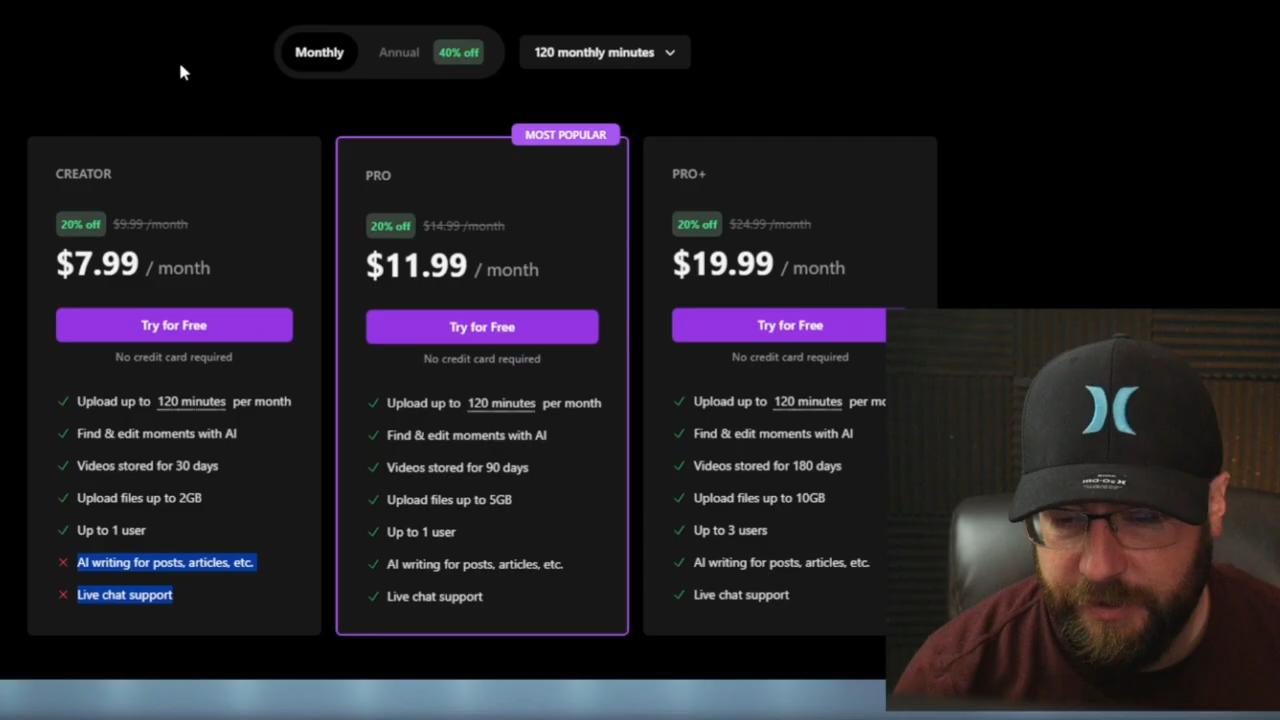 Monthly
Annual
40% off
120 monthly minutes
CREATOR
20% off $9.99 /month
$7.99 / month
Try for Free
No credit card required
Upload up to 120 minutes per month
Find & edit moments with AI
Videos stored for 30 days
Upload files up to 2GB
Up to 1 user
AI writing for posts, articles, etc.
Live chat support
MOST POPULAR
PRO
20% off $14.99 /month
$11.99 / month
Try for Free
No credit card required
Upload up to 120 minutes per month
Find & edit moments with AI
Videos stored for 90 days
Upload files up to 5GB
Up to 1 user
AI writing for posts, articles, etc.
Live chat support
PRO+
20% off $24.99 /month
$19.99 / month
Try for Free
No credit card required
Upload up to 120 minutes per mo
Find & edit moments with AI
Videos stored for 180 days
Upload files up to 10GB
Up to 3 users
AI writing for posts, articles, etc.
Live chat support